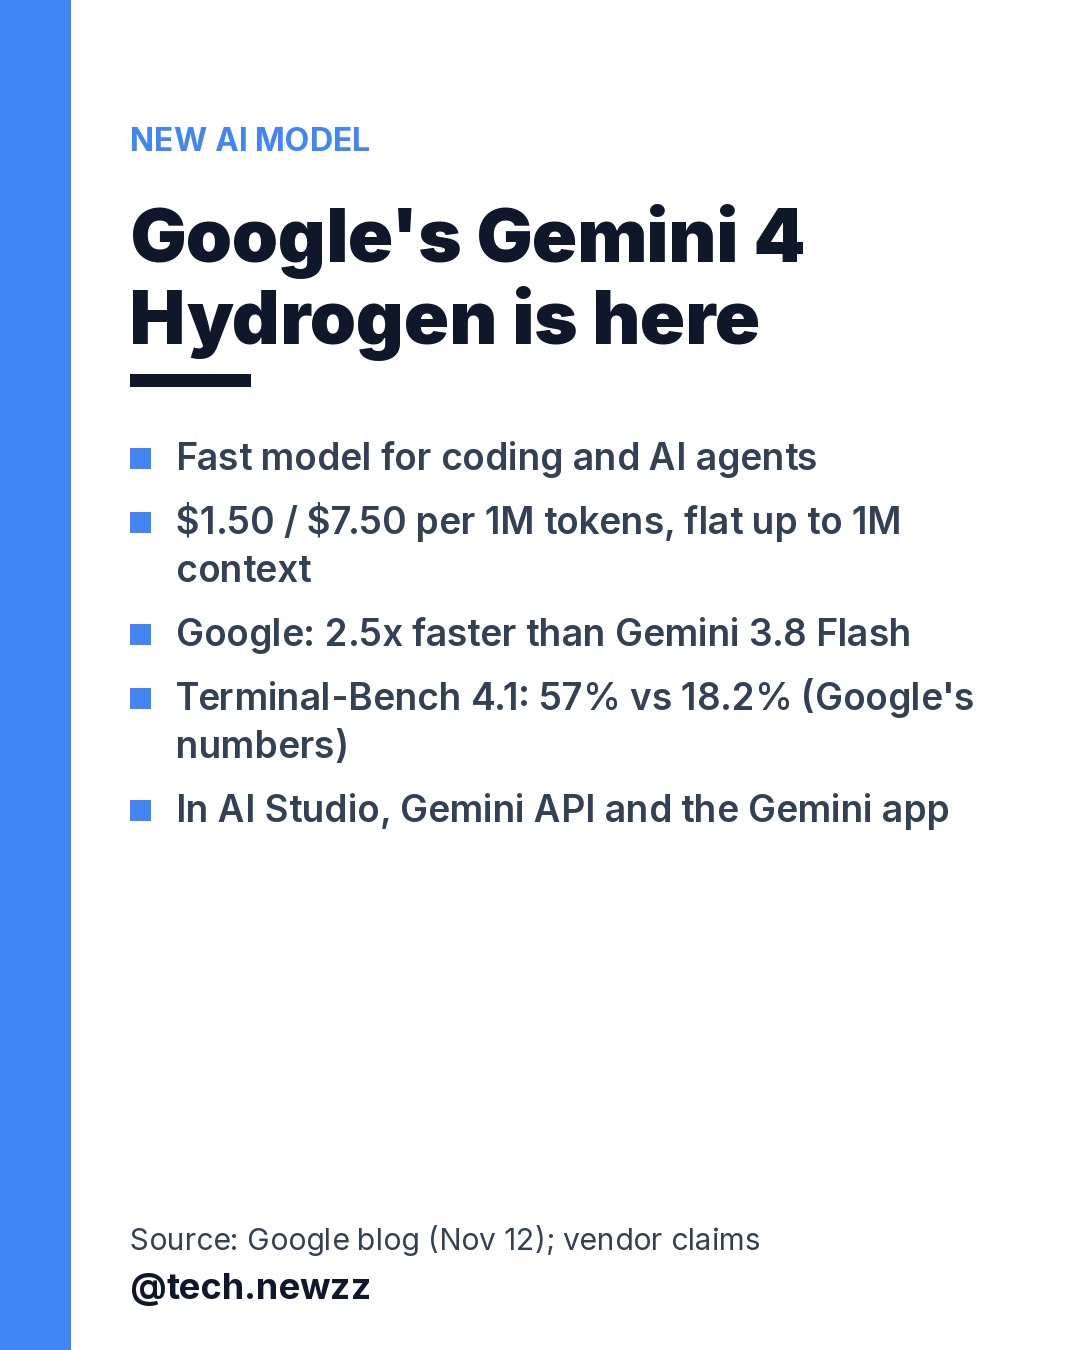 NEW AI MODEL
Google's Gemini 4
Hydrogen is here
Fast model for coding and AI agents
$1.50 / $7.50 per 1M tokens, flat up to 1M
context
Google: 2.5x faster than Gemini 3.8 Flash
Terminal-Bench 4.1: 57% vs 18.2% (Google's
numbers)
In AI Studio, Gemini API and the Gemini app
Source: Google blog (Nov 12); vendor claims
@tech.newzz